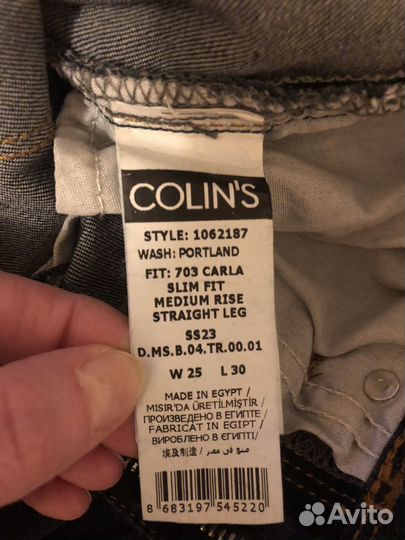 COLIN'S
STYLE: 1062187
WASH: PORTLAND
FIT: 703 CARLA
SLIM FIT
MEDIUM RISE
STRAIGHT LEG
SS23
D.MS.B.04.TR.00.01
W 25 L 30
MADE IN EGYPT /
MISIR'DA ÜRETİLMİŞTİR /
ПРОИЗВЕДЕНО В ЕГИПТЕ /
FABRICAT IN EGIPT /
ВИРОБЛЕНО В ЄГИПТІ /
埃及制造 / صنع في مصر
8 683197 545220
Avito